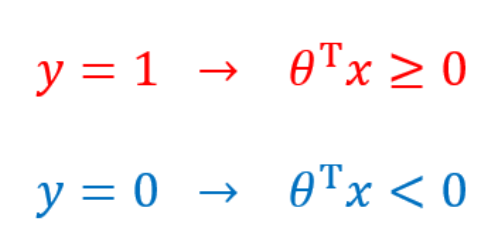 y = 1 → θᵀx ≥ 0
y = 0 → θᵀx < 0